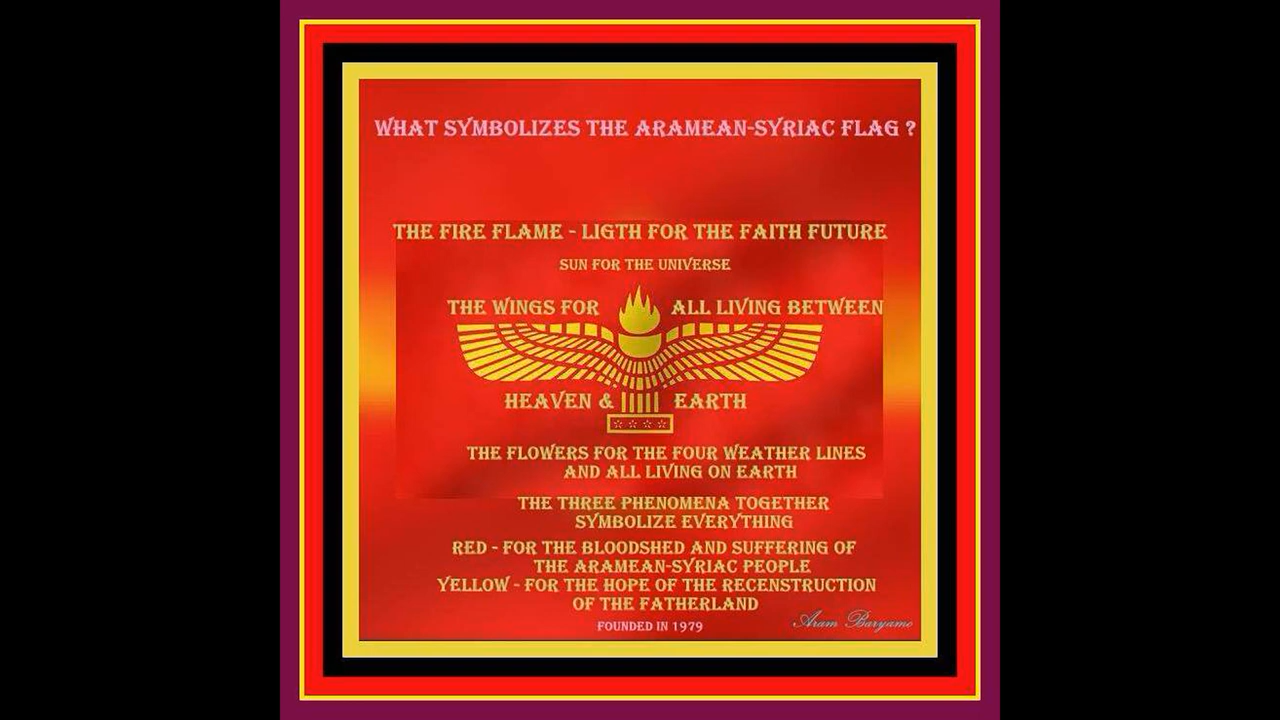 WHAT SYMBOLIZES THE ARAMEAN-SYRIAC FLAG ?
THE FIRE FLAME - LIGTH FOR THE FAITH FUTURE
SUN FOR THE UNIVERSE
THE WINGS FOR ALL LIVING BETWEEN
HEAVEN & EARTH
THE FLOWERS FOR THE FOUR WEATHER LINES
AND ALL LIVING ON EARTH
THE THREE PHENOMENA TOGETHER
SYMBOLIZE EVERYTHING
RED - FOR THE BLOODSHED AND SUFFERING OF
THE ARAMEAN-SYRIAC PEOPLE
YELLOW - FOR THE HOPE OF THE RECENSTRUCTION
OF THE FATHERLAND
FOUNDED IN 1979
Aram Baryamo